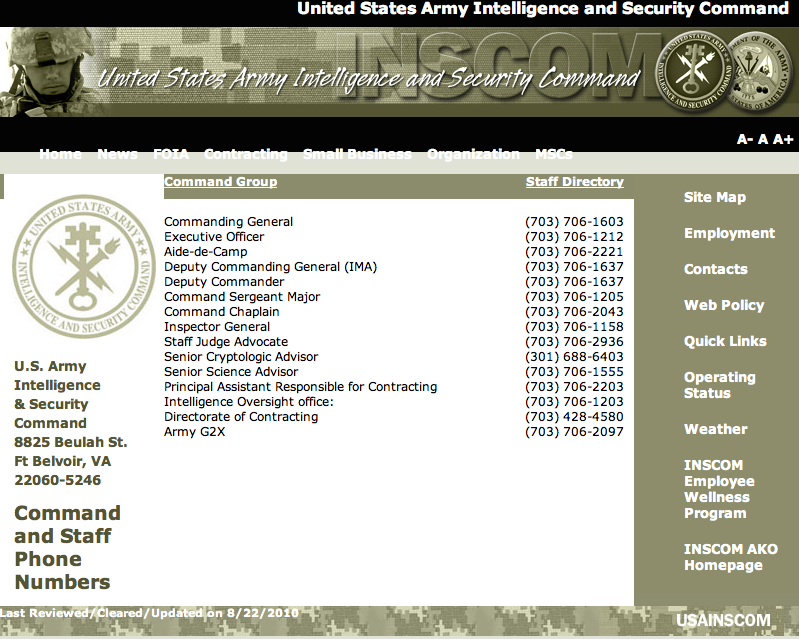 United States Army Intelligence and Security Command
INSCOM
United States Army Intelligence and Security Command
A- A A+
Home News FOIA Contracting Small Business Organization MSCs
Command Group Staff Directory
Commanding General (703) 706-1603
Executive Officer (703) 706-1212
Aide-de-Camp (703) 706-2221
Deputy Commanding General (IMA) (703) 706-1637
Deputy Commander (703) 706-1637
Command Sergeant Major (703) 706-1205
Command Chaplain (703) 706-2043
Inspector General (703) 706-1158
Staff Judge Advocate (703) 706-2936
Senior Cryptologic Advisor (301) 688-6403
Senior Science Advisor (703) 706-1555
Principal Assistant Responsible for Contracting (703) 706-2203
Intelligence Oversight office: (703) 706-1203
Directorate of Contracting (703) 428-4580
Army G2X (703) 706-2097
UNITED STATES ARMY
INTELLIGENCE AND SECURITY COMMAND
U.S. Army
Intelligence
& Security
Command
8825 Beulah St.
Ft Belvoir, VA
22060-5246
Command
and Staff
Phone
Numbers
Site Map
Employment
Contacts
Web Policy
Quick Links
Operating
Status
Weather
INSCOM
Employee
Wellness
Program
INSCOM AKO
Homepage
Last Reviewed/Cleared/Updated on 8/22/2010
USAINSCOM